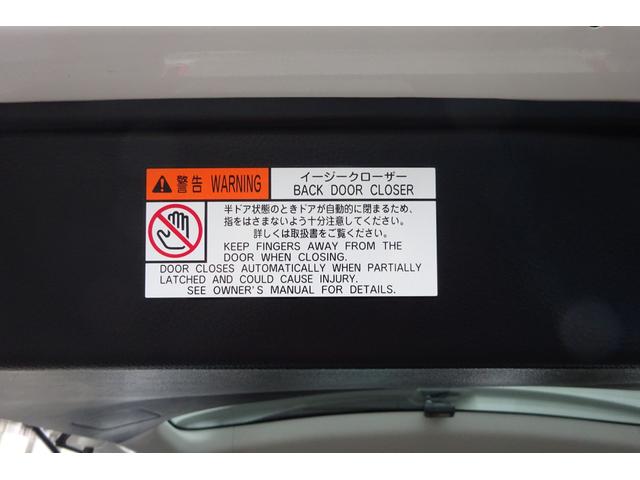 警告 WARNING
イージークローザー
BACK DOOR CLOSER
半ドア状態のときドアが自動的に閉まるため、
指をはさまないよう十分注意してください。
詳しくは取扱書をご覧ください。
KEEP FINGERS AWAY FROM THE
DOOR WHEN CLOSING.
DOOR CLOSES AUTOMATICALLY WHEN PARTIALLY
LATCHED AND COULD CAUSE INJURY.
SEE OWNER'S MANUAL FOR DETAILS.